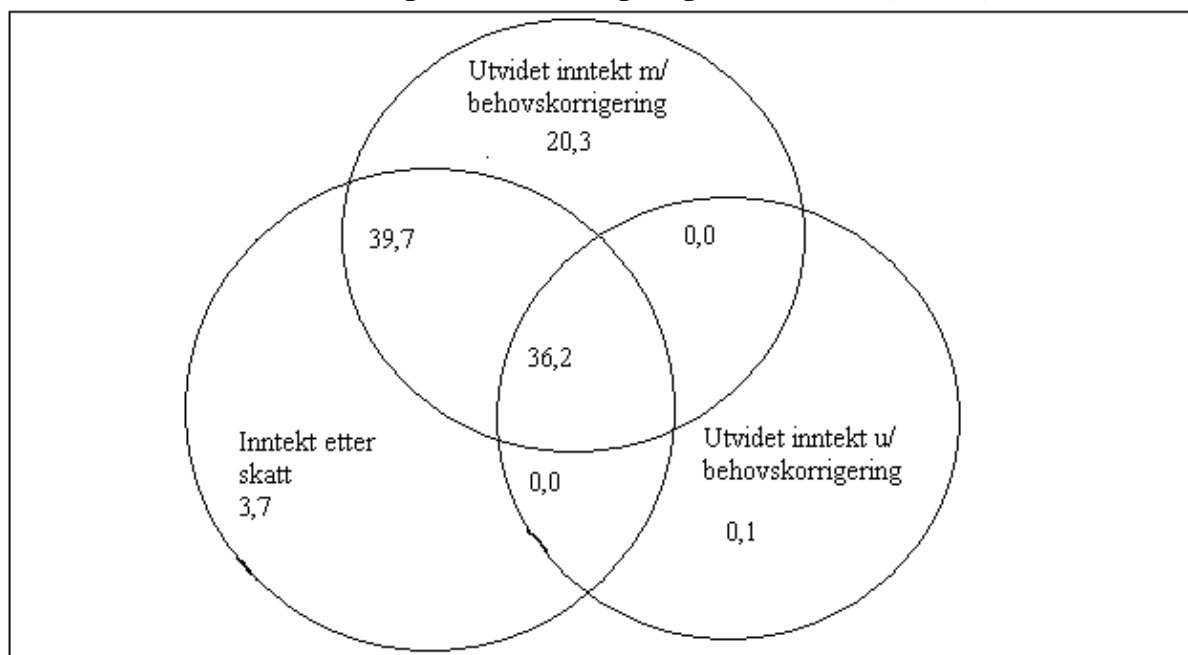 Utvidet inntekt m/
behovskorrigering
20,3
39,7
0,0
36,2
Inntekt etter
skatt
3,7
0,0
Utvidet inntekt u/
behovskorrigering
0,1